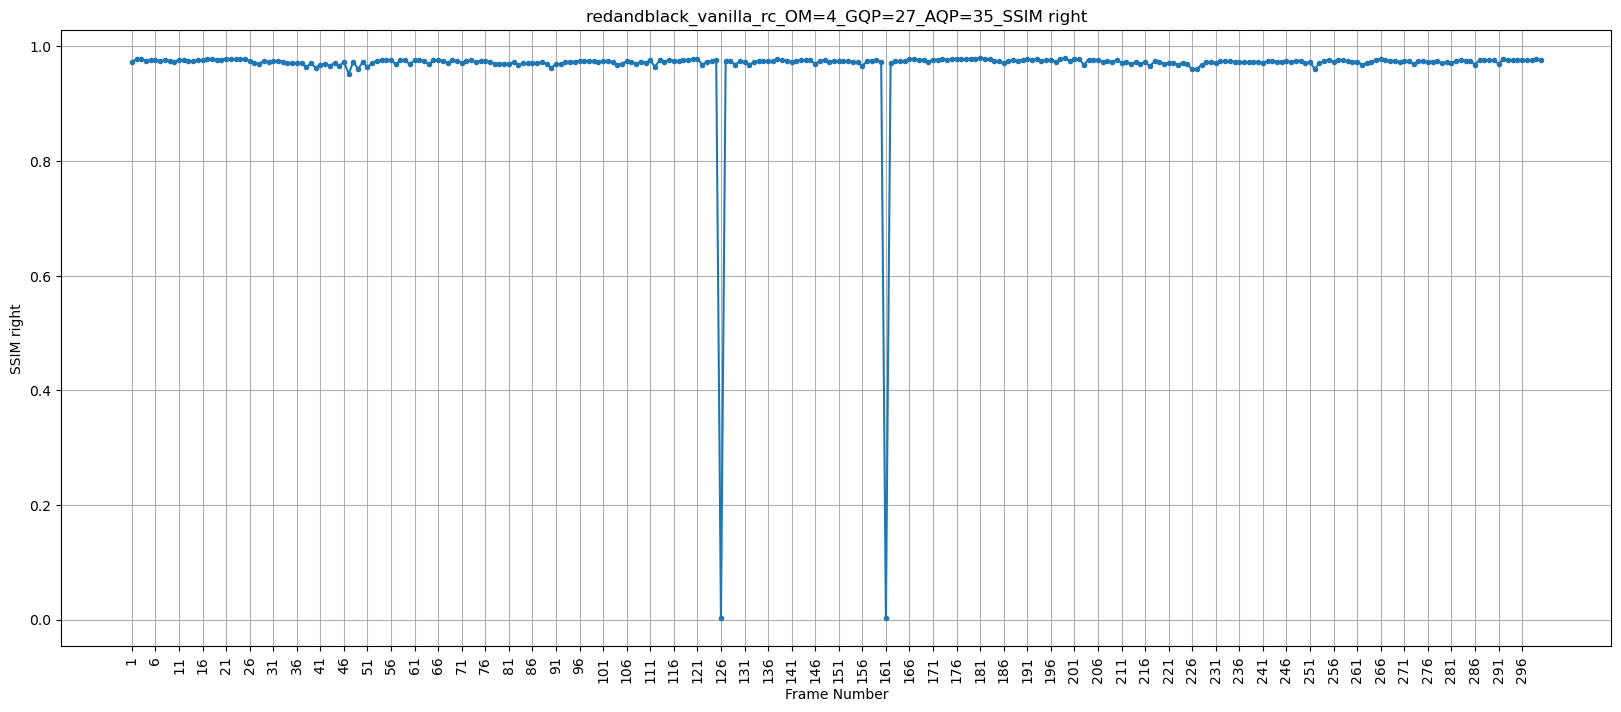 redandblack_vanilla_rc_OM=4_GQP=27_AQP=35_SSIM right
1.0
0.8
0.6
0.4
0.2
0.0
SSIM right
1 6 11 16 21 26 31 36 41 46 51 56 61 66 71 76 81 86 91 96 101 106 111 116 121 126 131 136 141 146 151 156 161 166 171 176 181 186 191 196 201 206 211 216 221 226 231 236 241 246 251 256 261 266 271 276 281 286 291 296
Frame Number